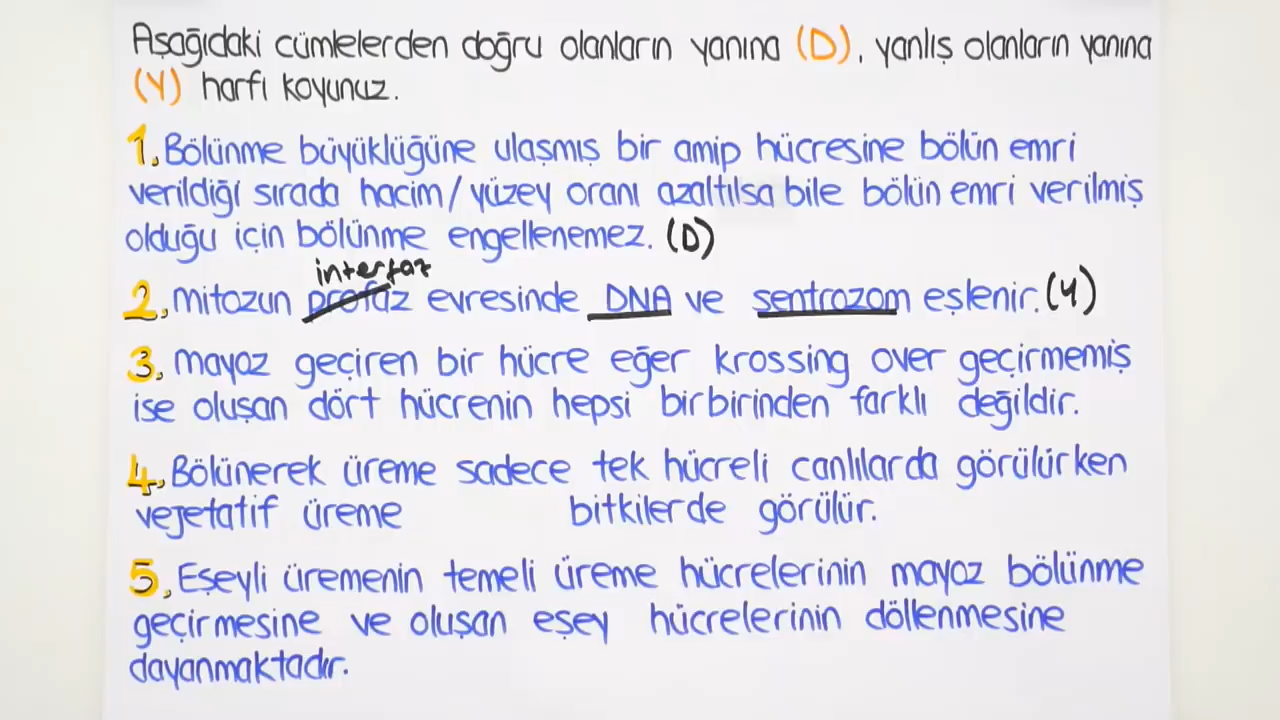 Aşağıdaki cümlelerden doğru olanların yanına (D), yanlış olanların yanına
(Y) harfi koyunuz.
1. Bölünme büyüklüğüne ulaşmış bir amip hücresine bölün emri
verildiği sırada hacim/yüzey oranı azaltılsa bile bölün emri verilmiş
olduğu için bölünme engellenemez. (D)
interfaz
2. Mitozun profaz evresinde DNA ve sentrozom eşlenir. (Y)
3. Mayoz geçiren bir hücre eğer krossing over geçirmemiş
ise oluşan dört hücrenin hepsi birbirinden farklı değildir.
4. Bölünerek üreme sadece tek hücreli canlılarda görülürken
vejetatif üreme bitkilerde görülür.
5. Eşeyli üremenin temeli üreme hücrelerinin mayoz bölünme
geçirmesine ve oluşan eşey hücrelerinin döllenmesine
dayanmaktadır.